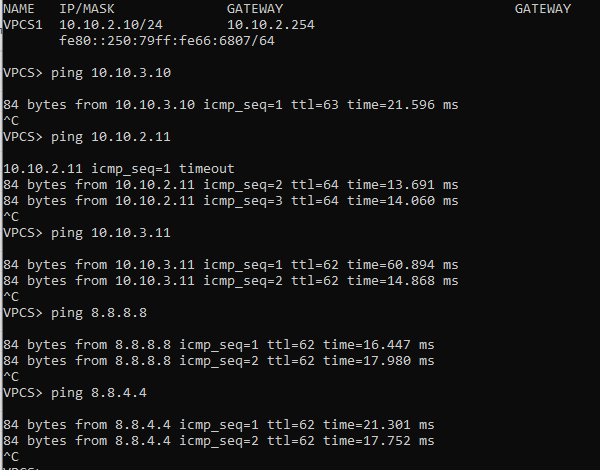 NAME   IP/MASK              GATEWAY                             GATEWAY
VPCS1  10.10.2.10/24        10.10.2.254
       fe80::250:79ff:fe66:6807/64
VPCS> ping 10.10.3.10
84 bytes from 10.10.3.10 icmp_seq=1 ttl=63 time=21.596 ms
^C
VPCS> ping 10.10.2.11
10.10.2.11 icmp_seq=1 timeout
84 bytes from 10.10.2.11 icmp_seq=2 ttl=64 time=13.691 ms
84 bytes from 10.10.2.11 icmp_seq=3 ttl=64 time=14.060 ms
^C
VPCS> ping 10.10.3.11
84 bytes from 10.10.3.11 icmp_seq=1 ttl=62 time=60.894 ms
84 bytes from 10.10.3.11 icmp_seq=2 ttl=62 time=14.868 ms
^C
VPCS> ping 8.8.8.8
84 bytes from 8.8.8.8 icmp_seq=1 ttl=62 time=16.447 ms
84 bytes from 8.8.8.8 icmp_seq=2 ttl=62 time=17.980 ms
^C
VPCS> ping 8.8.4.4
84 bytes from 8.8.4.4 icmp_seq=1 ttl=62 time=21.301 ms
84 bytes from 8.8.4.4 icmp_seq=2 ttl=62 time=17.752 ms
^C